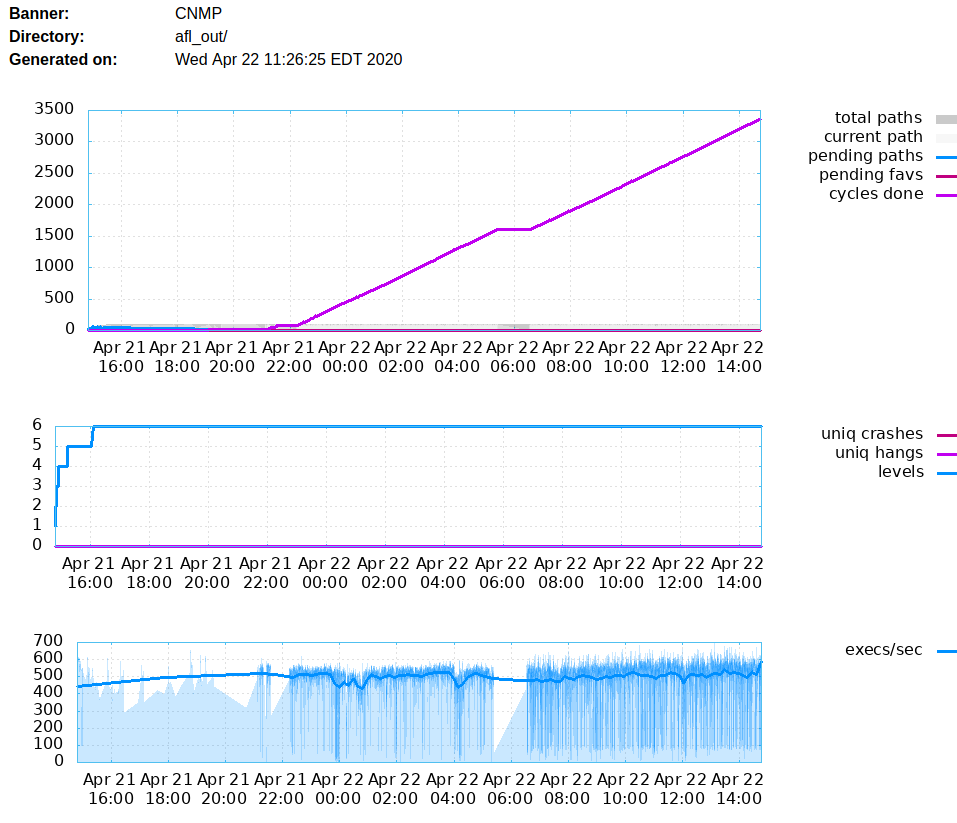 Banner: CNMP
Directory: afl_out/
Generated on: Wed Apr 22 11:26:25 EDT 2020
3500
3000
2500
2000
1500
1000
500
0
Apr 21 Apr 21 Apr 21 Apr 21 Apr 22 Apr 22 Apr 22 Apr 22 Apr 22 Apr 22 Apr 22 Apr 22
16:00 18:00 20:00 22:00 00:00 02:00 04:00 06:00 08:00 10:00 12:00 14:00
total paths
current path
pending paths
pending favs
cycles done
6
5
4
3
2
1
0
Apr 21 Apr 21 Apr 21 Apr 21 Apr 22 Apr 22 Apr 22 Apr 22 Apr 22 Apr 22 Apr 22 Apr 22
16:00 18:00 20:00 22:00 00:00 02:00 04:00 06:00 08:00 10:00 12:00 14:00
uniq crashes
uniq hangs
levels
700
600
500
400
300
200
100
0
Apr 21 Apr 21 Apr 21 Apr 21 Apr 22 Apr 22 Apr 22 Apr 22 Apr 22 Apr 22 Apr 22 Apr 22
16:00 18:00 20:00 22:00 00:00 02:00 04:00 06:00 08:00 10:00 12:00 14:00
execs/sec